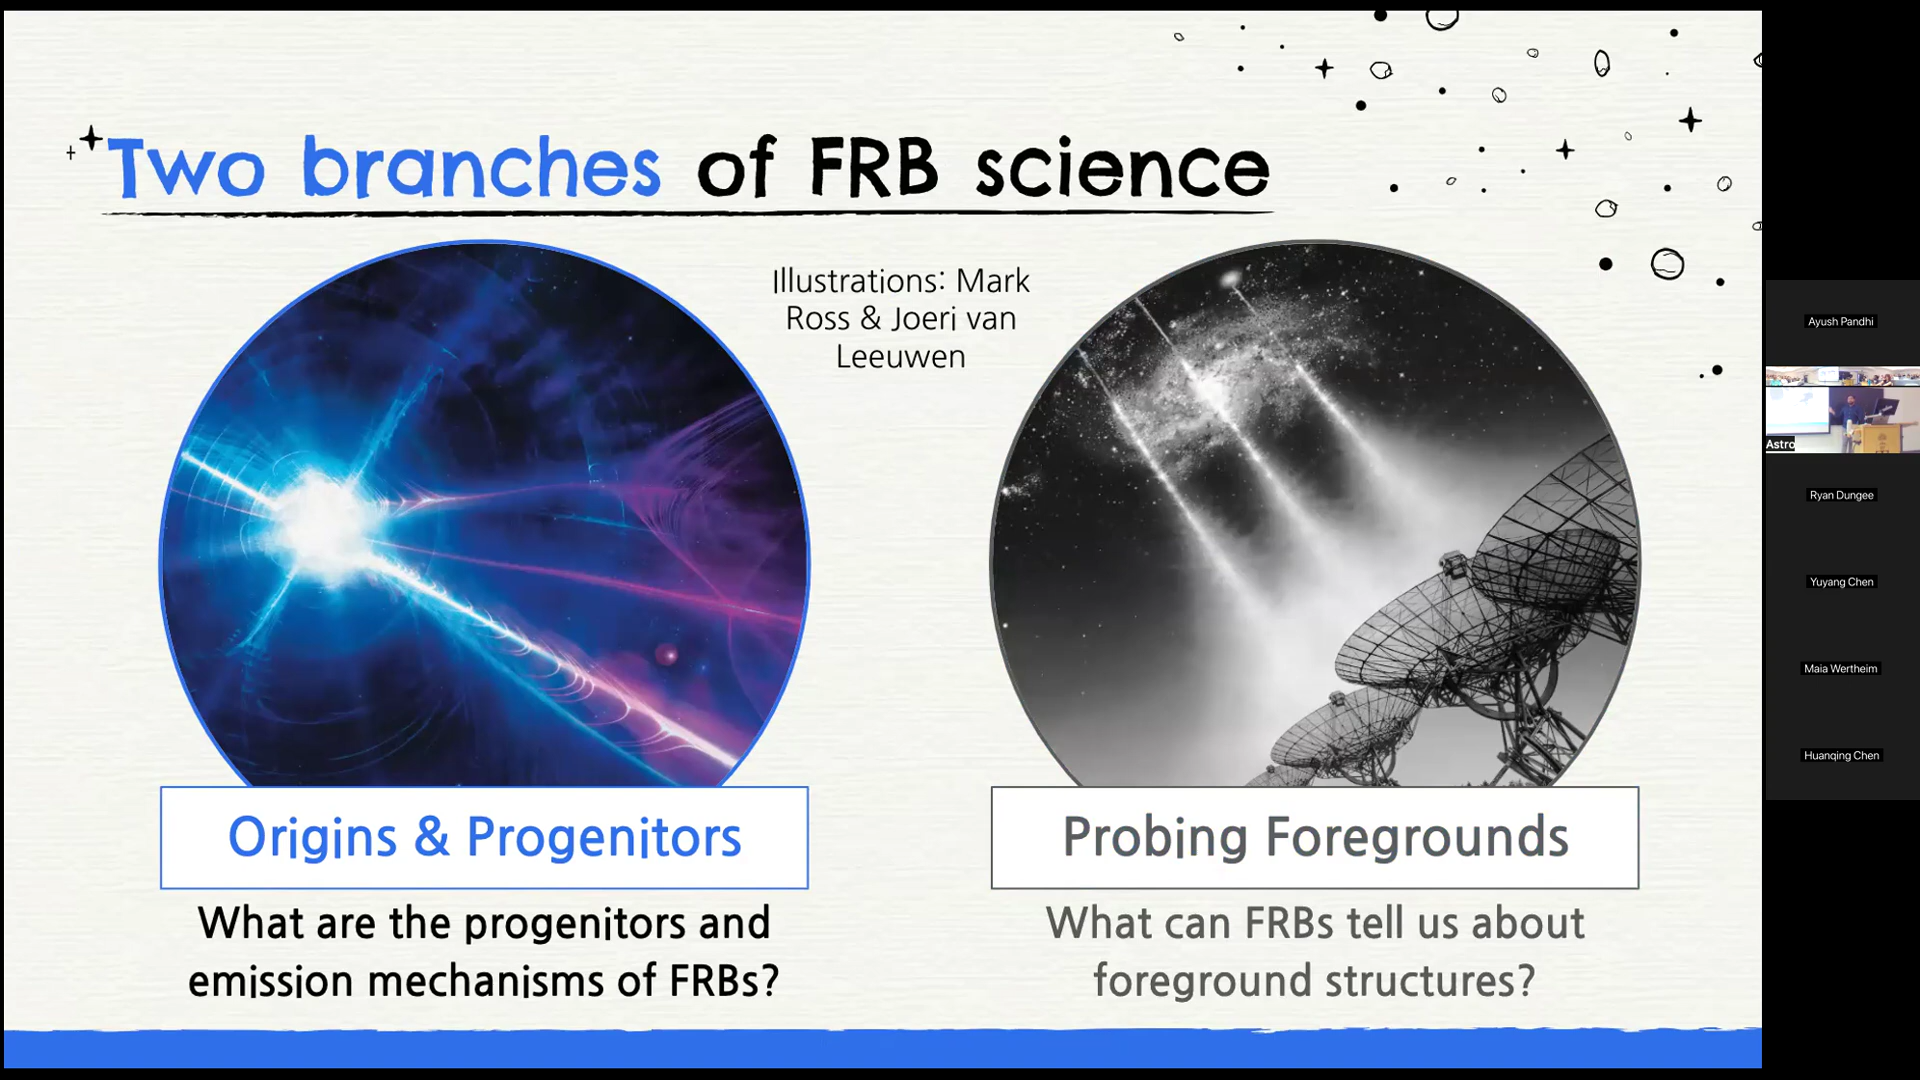 Two branches of FRB science
Illustrations: Mark
Ross & Joeri van
Leeuwen
Origins & Progenitors
What are the progenitors and
emission mechanisms of FRBs?
Probing Foregrounds
What can FRBs tell us about
foreground structures?
Ayush Pandhi
Astro
Ryan Dungee
Yuyang Chen
Maia Wertheim
Huanqing Chen